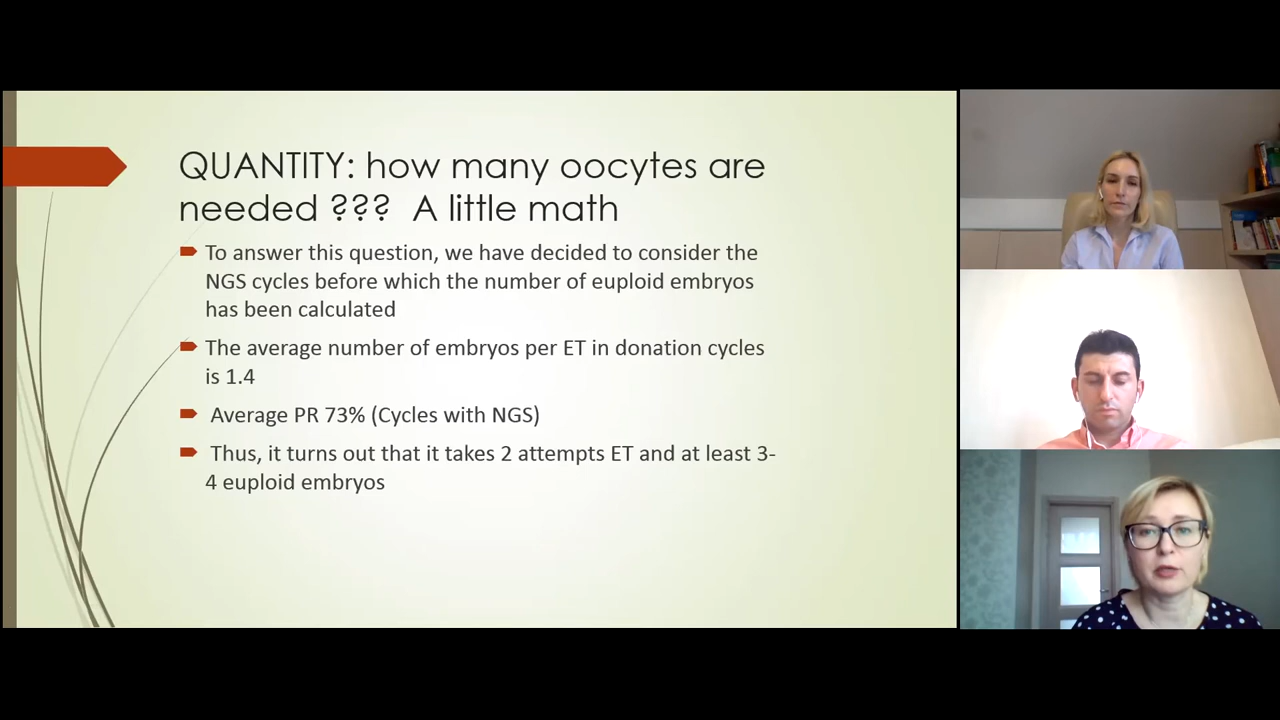 QUANTITY: how many oocytes are
needed ??? A little math
To answer this question, we have decided to consider the
NGS cycles before which the number of euploid embryos
has been calculated
The average number of embryos per ET in donation cycles
is 1.4
Average PR 73% (Cycles with NGS)
Thus, it turns out that it takes 2 attempts ET and at least 3-
4 euploid embryos